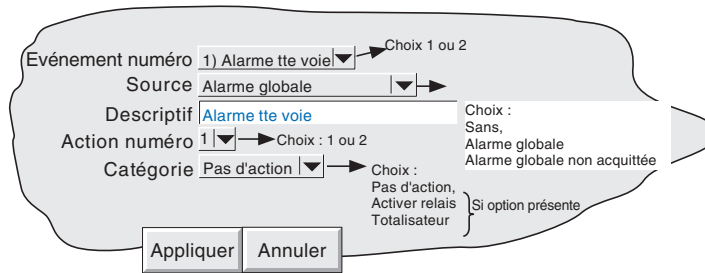 Evénement numéro 1) Alarme tte voie Choix 1 ou 2
Source Alarme globale
Descriptif Alarme tte voie
Choix :
Sans,
Alarme globale
Alarme globale non acquittée
Action numéro 1 Choix : 1 ou 2
Catégorie Pas d'action
Choix :
Pas d'action,
Activer relais
Totalisateur
Si option présente
Appliquer Annuler